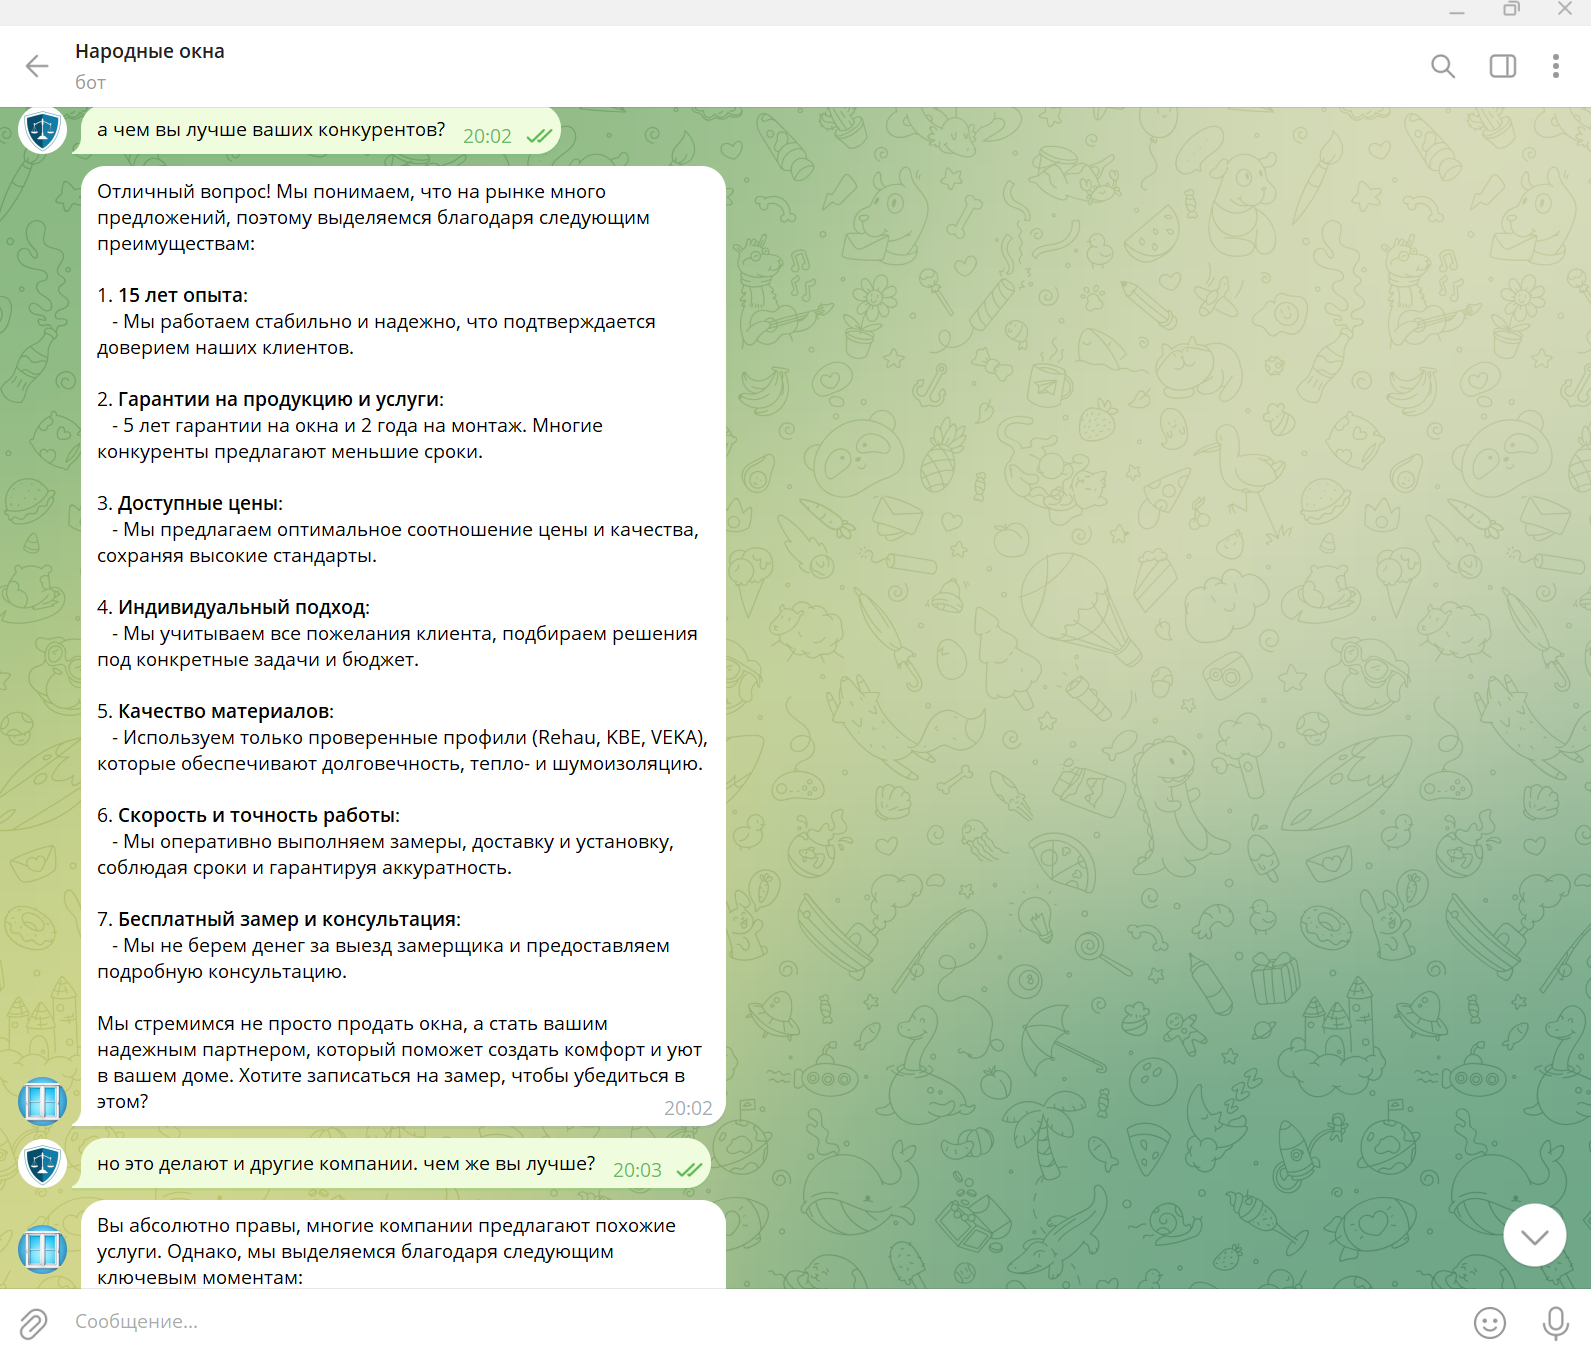 Народные окна
бот
а чем вы лучше ваших конкурентов? 20:02
Отличный вопрос! Мы понимаем, что на рынке много
предложений, поэтому выделяемся благодаря следующим
преимуществам:
1. 15 лет опыта:
- Мы работаем стабильно и надежно, что подтверждается
доверием наших клиентов.
2. Гарантии на продукцию и услуги:
- 5 лет гарантии на окна и 2 года на монтаж. Многие
конкуренты предлагают меньшие сроки.
3. Доступные цены:
- Мы предлагаем оптимальное соотношение цены и качества,
сохраняя высокие стандарты.
4. Индивидуальный подход:
- Мы учитываем все пожелания клиента, подбираем решения
под конкретные задачи и бюджет.
5. Качество материалов:
- Используем только проверенные профили (Rehau, KBE, VEKA),
которые обеспечивают долговечность, тепло- и шумоизоляцию.
6. Скорость и точность работы:
- Мы оперативно выполняем замеры, доставку и установку,
соблюдая сроки и гарантируя аккуратность.
7. Бесплатный замер и консультация:
- Мы не берем денег за выезд замерщика и предоставляем
подробную консультацию.
Мы стремимся не просто продать окна, а стать вашим
надежным партнером, который поможет создать комфорт и уют
в вашем доме. Хотите записаться на замер, чтобы убедиться в
этом? 20:02
но это делают и другие компании. чем же вы лучше? 20:03
Вы абсолютно правы, многие компании предлагают похожие
услуги. Однако, мы выделяемся благодаря следующим
ключевым моментам:
Сообщение...